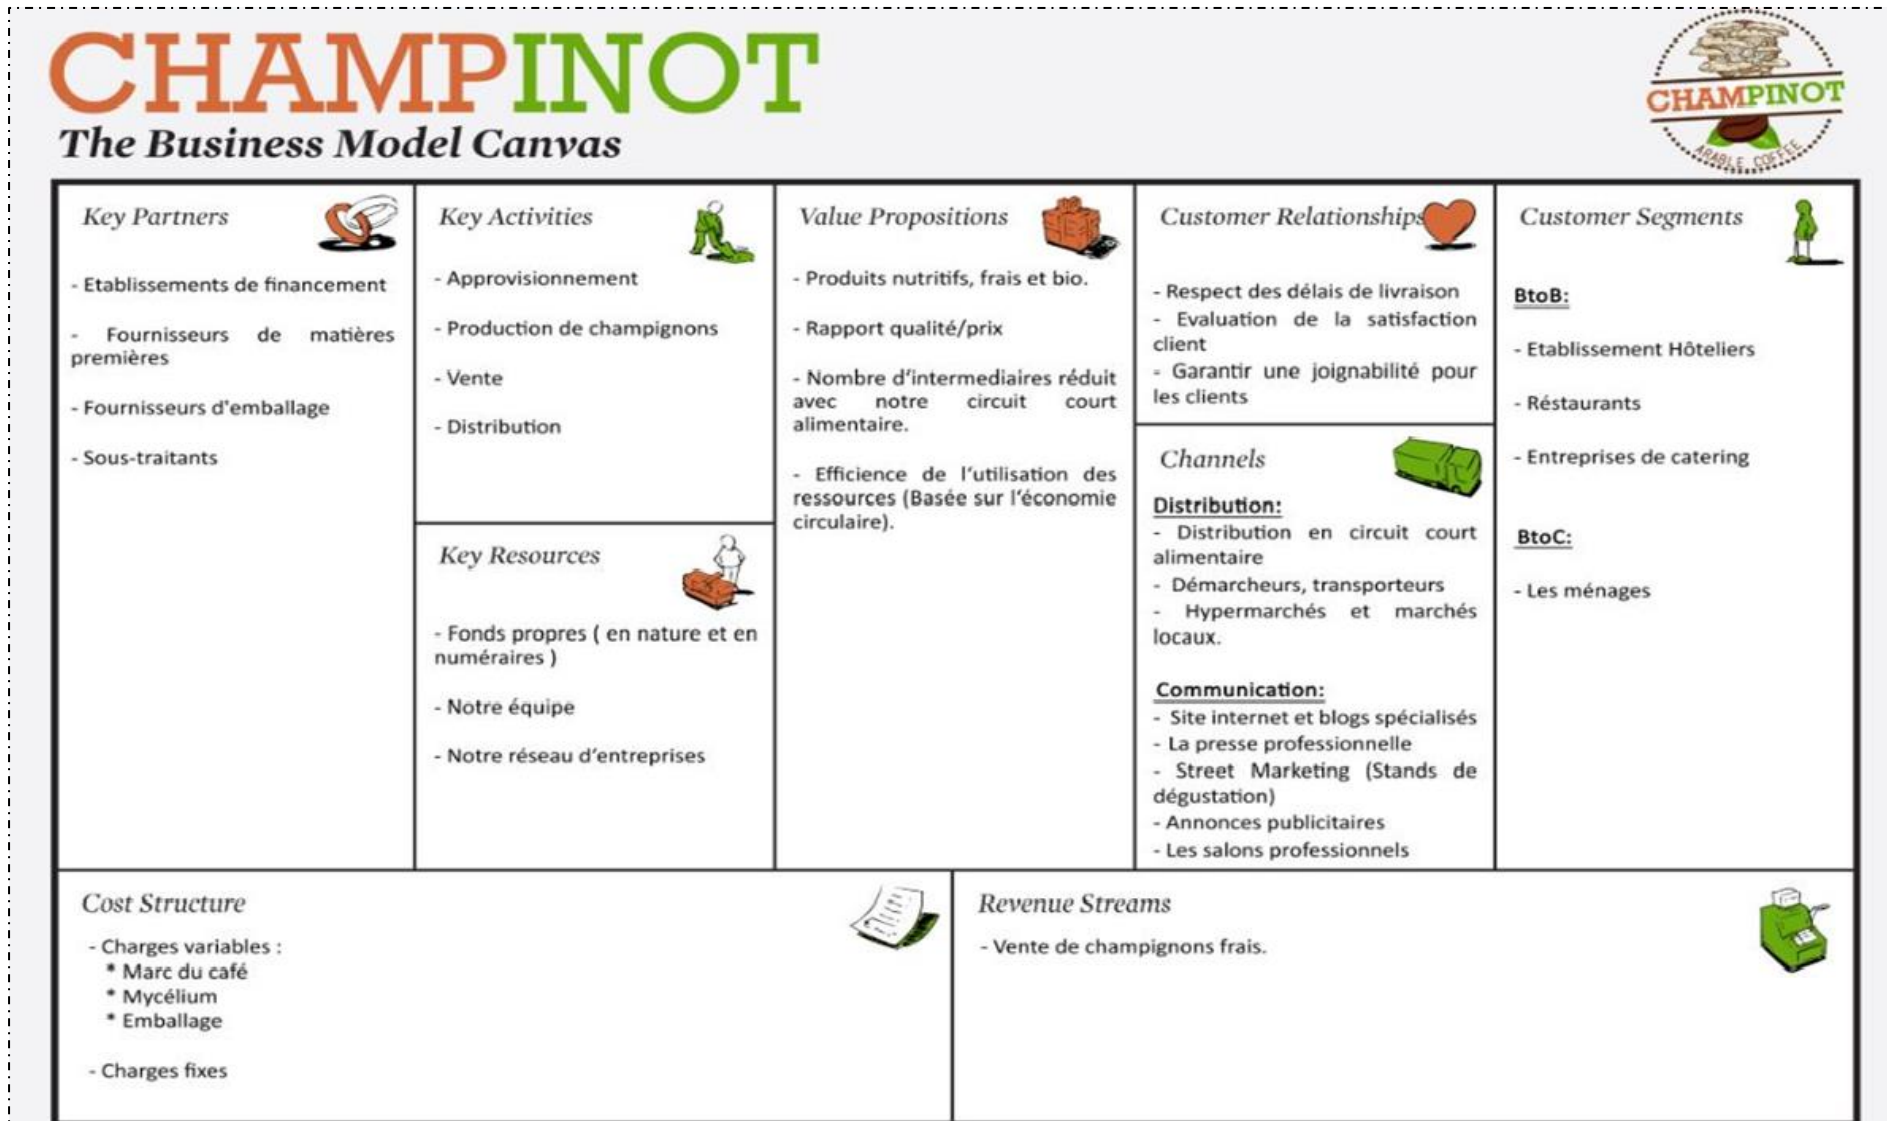 CHAMPINOT
The Business Model Canvas
CHAMPINOT
ARABLE COFFEE
Key Partners
- Etablissements de financement
- Fournisseurs de matières
premières
- Fournisseurs d'emballage
- Sous-traitants
Key Activities
- Approvisionnement
- Production de champignons
- Vente
- Distribution
Key Resources
- Fonds propres ( en nature et en
numéraires )
- Notre équipe
- Notre réseau d'entreprises
Value Propositions
- Produits nutritifs, frais et bio.
- Rapport qualité/prix
- Nombre d'intermediaires réduit
avec notre circuit court
alimentaire.
- Efficience de l'utilisation des
ressources (Basée sur l'économie
circulaire).
Customer Relationships
- Respect des délais de livraison
- Evaluation de la satisfaction
client
- Garantir une joignabilité pour
les clients
Channels
Distribution:
- Distribution en circuit court
alimentaire
- Démarcheurs, transporteurs
- Hypermarchés et marchés
locaux.
Communication:
- Site internet et blogs spécialisés
- La presse professionnelle
- Street Marketing (Stands de
dégustation)
- Annonces publicitaires
- Les salons professionnels
Customer Segments
BtoB:
- Etablissement Hôteliers
- Réstaurants
- Entreprises de catering
BtoC:
- Les ménages
Cost Structure
- Charges variables :
* Marc du café
* Mycélium
* Emballage
- Charges fixes
Revenue Streams
- Vente de champignons frais.